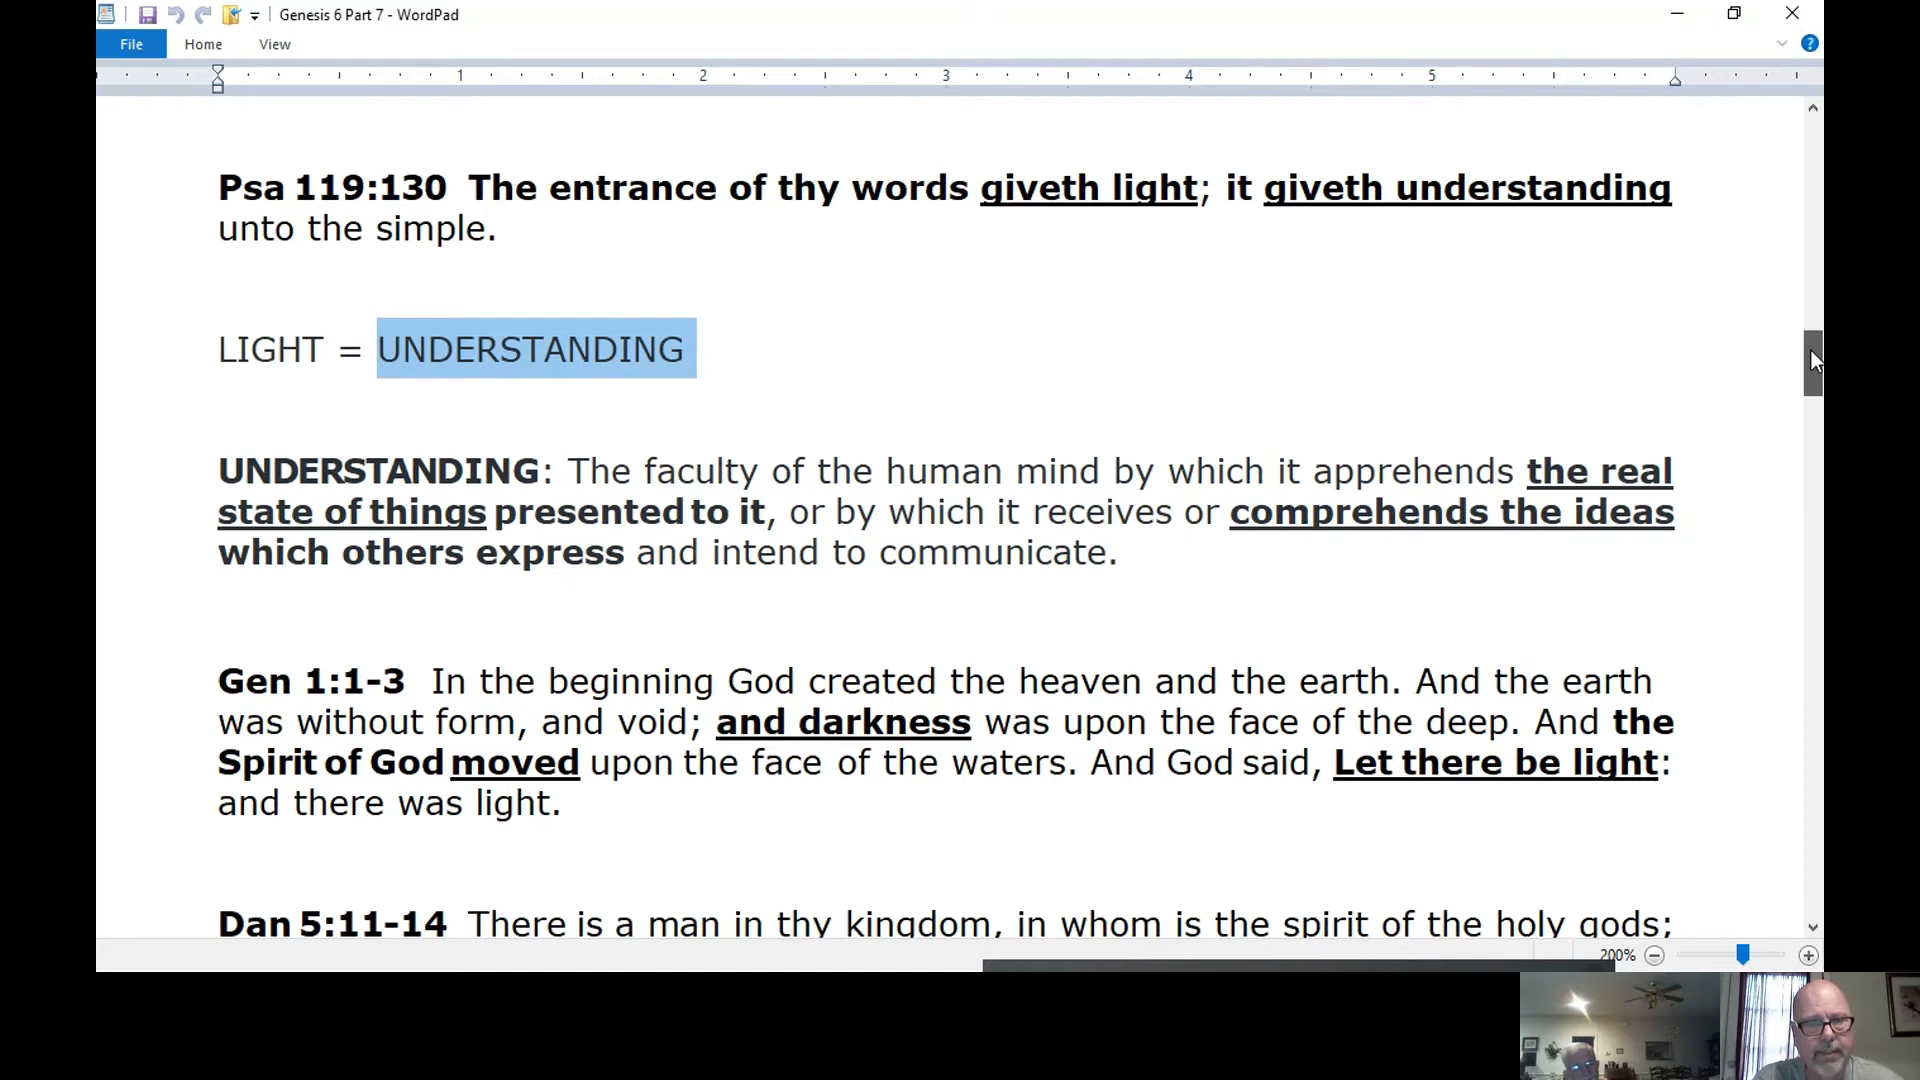 Genesis 6 Part 7 - WordPad
File Home View
1 2 3 4 5
Psa 119:130 The entrance of thy words giveth light; it giveth understanding
unto the simple.
LIGHT = UNDERSTANDING
UNDERSTANDING: The faculty of the human mind by which it apprehends the real
state of things presented to it, or by which it receives or comprehends the ideas
which others express and intend to communicate.
Gen 1:1-3 In the beginning God created the heaven and the earth. And the earth
was without form, and void; and darkness was upon the face of the deep. And the
Spirit of God moved upon the face of the waters. And God said, Let there be light:
and there was light.
Dan 5:11-14 There is a man in thy kingdom, in whom is the spirit of the holy gods;
200%